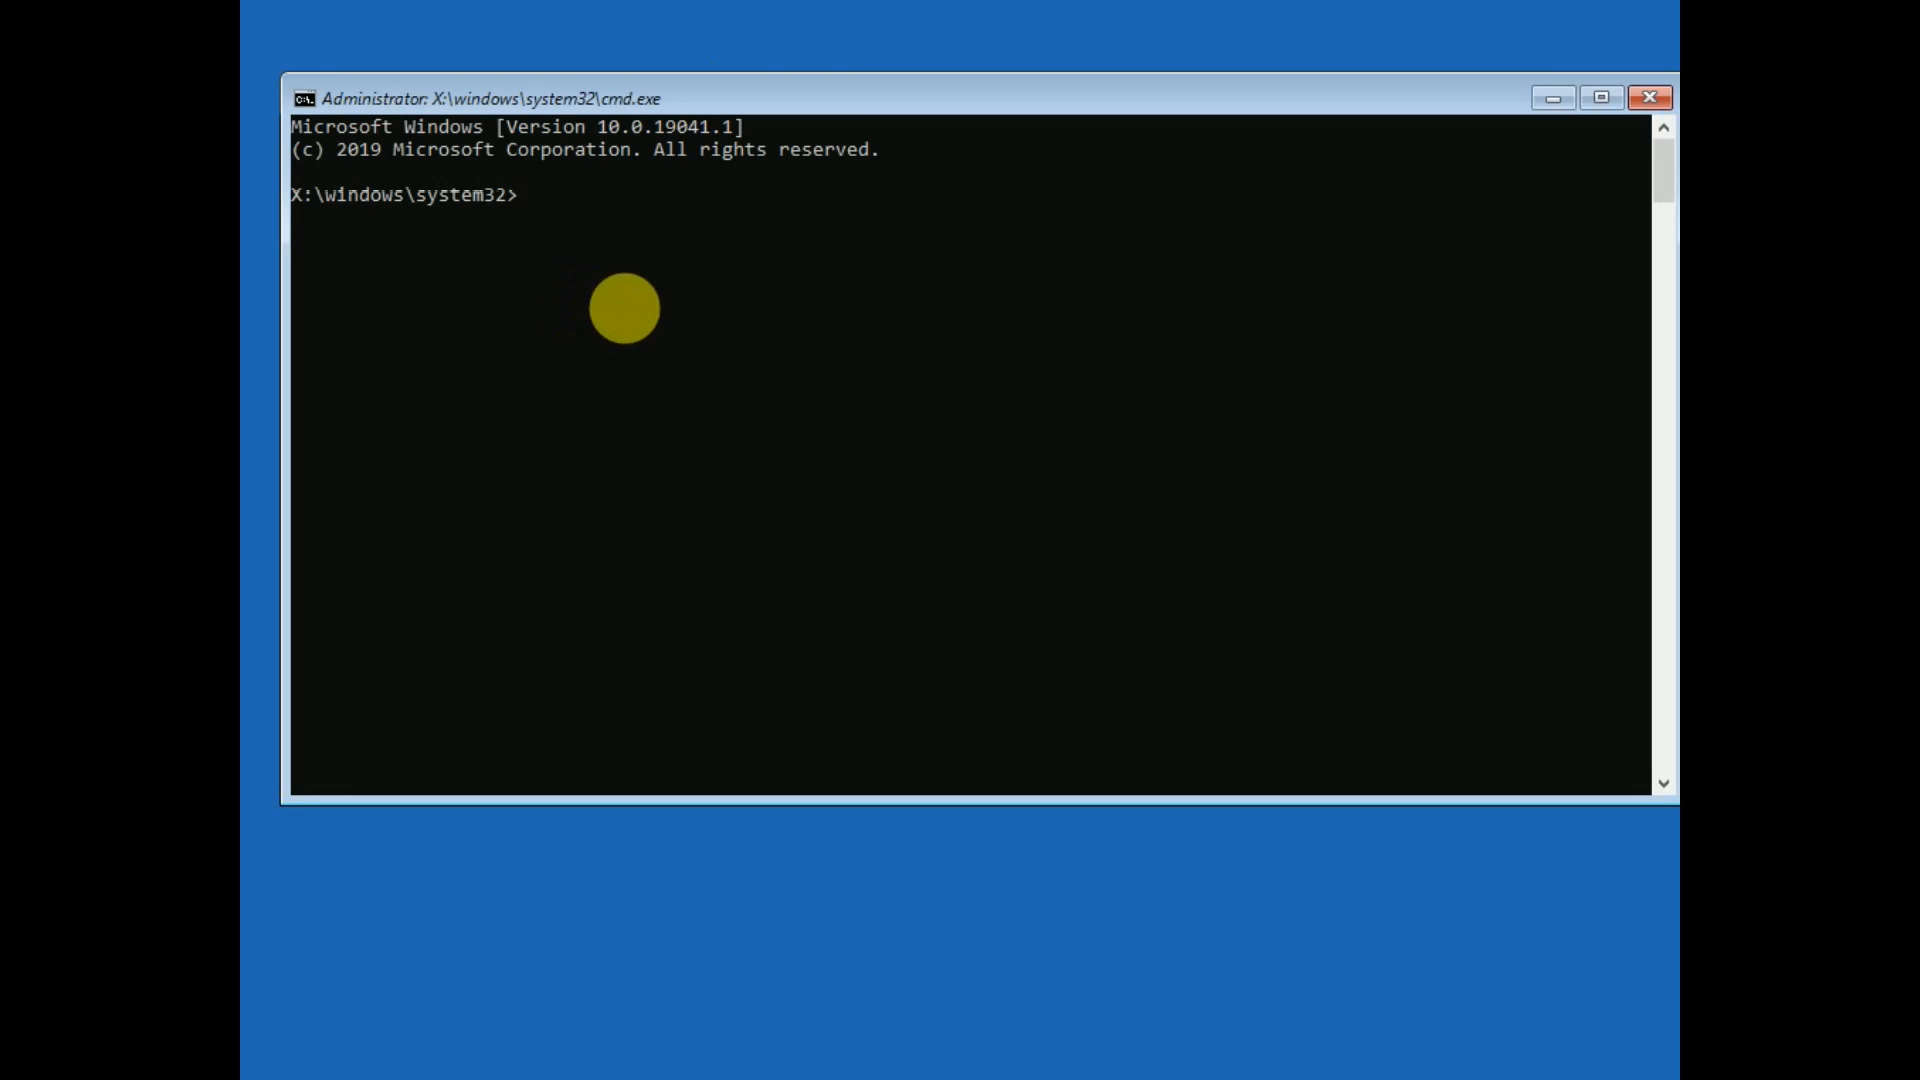 Administrator: X:\windows\system32\cmd.exe
Microsoft Windows [Version 10.0.19041.1]
(c) 2019 Microsoft Corporation. All rights reserved.
X:\windows\system32>